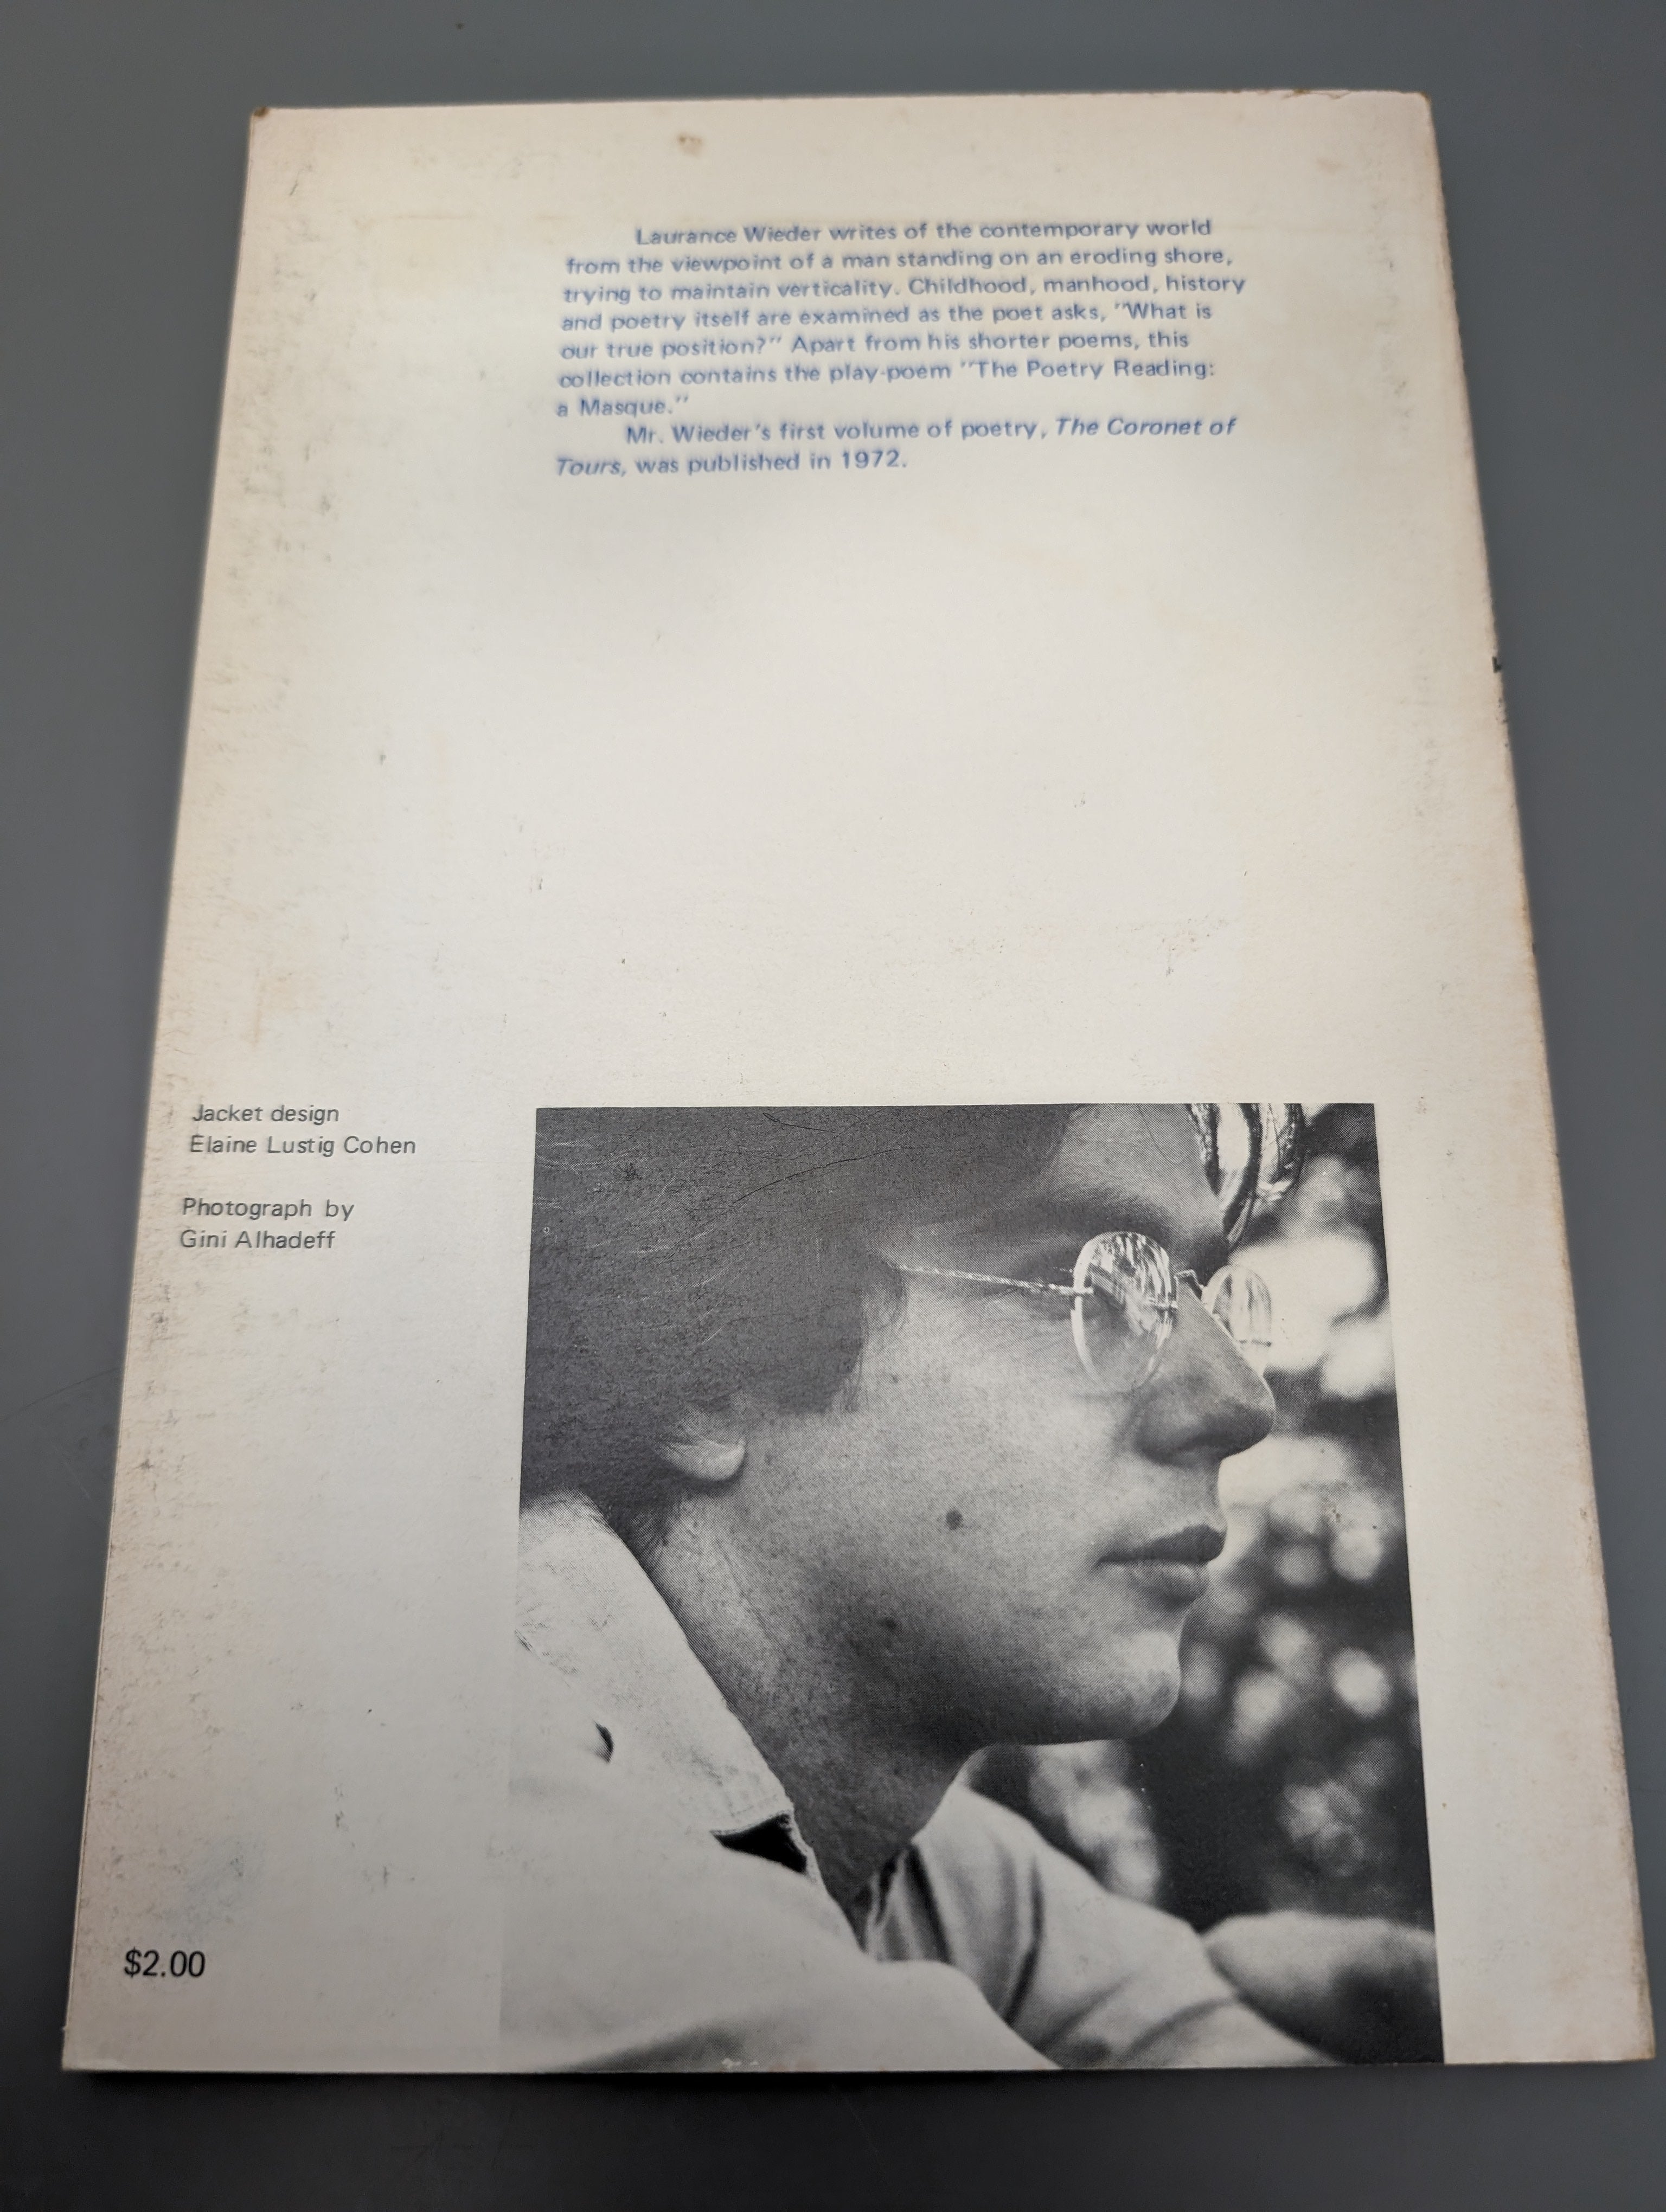 Laurance Wieder writes of the contemporary world
from the viewpoint of a man standing on an eroding shore,
trying to maintain verticality. Childhood, manhood, history
and poetry itself are examined as the poet asks, "What is
our true position?" Apart from his shorter poems, this
collection contains the play-poem "The Poetry Reading:
a Masque."
Mr. Wieder's first volume of poetry, The Coronet of
Tours, was published in 1972.
Jacket design
Elaine Lustig Cohen
Photograph by
Gini Alhadeff
$2.00